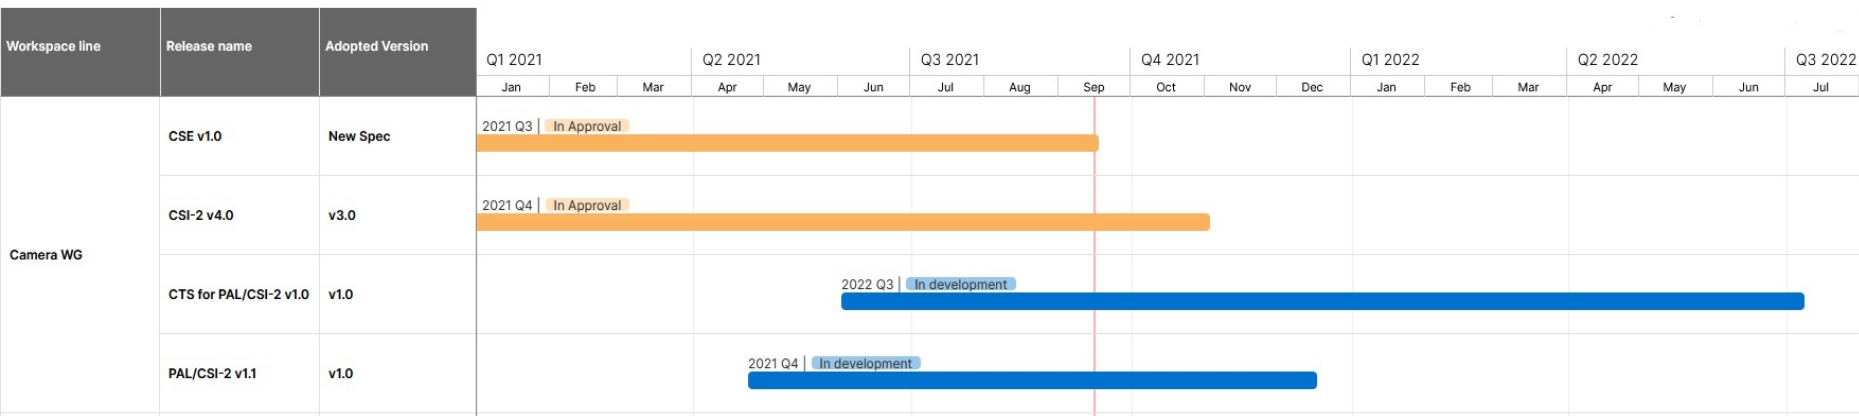 Workspace line
Release name
Adopted Version
Q1 2021
Q2 2021
Q3 2021
Q4 2021
Q1 2022
Q2 2022
Q3 2022
Jan
Feb
Mar
Apr
May
Jun
Jul
Aug
Sep
Oct
Nov
Dec
Jan
Feb
Mar
Apr
May
Jun
Jul
Camera WG
CSE v1.0
New Spec
2021 Q3 | In Approval
CSI-2 v4.0
v3.0
2021 Q4 | In Approval
CTS for PAL/CSI-2 v1.0
v1.0
2022 Q3 | In development
PAL/CSI-2 v1.1
v1.0
2021 Q4 | In development